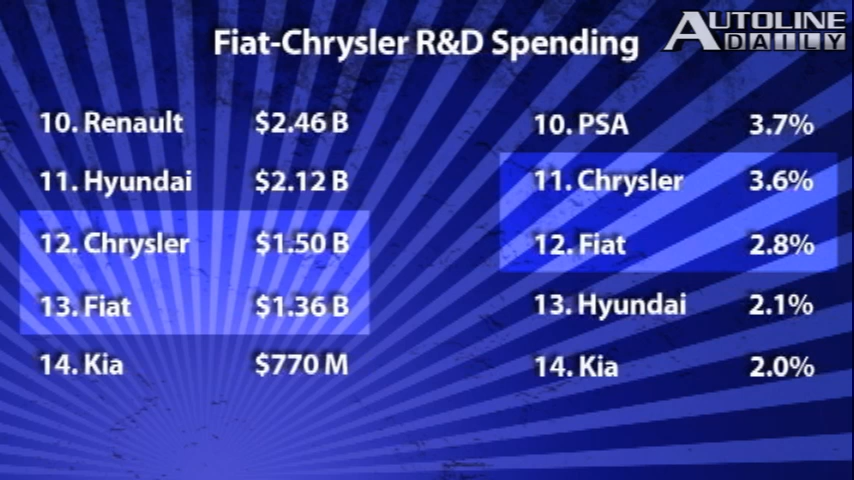 Fiat-Chrysler R&D Spending
AUTOLINE
DAILY
10. Renault $2.46 B
11. Hyundai $2.12 B
12. Chrysler $1.50 B
13. Fiat $1.36 B
14. Kia $770 M
10. PSA 3.7%
11. Chrysler 3.6%
12. Fiat 2.8%
13. Hyundai 2.1%
14. Kia 2.0%